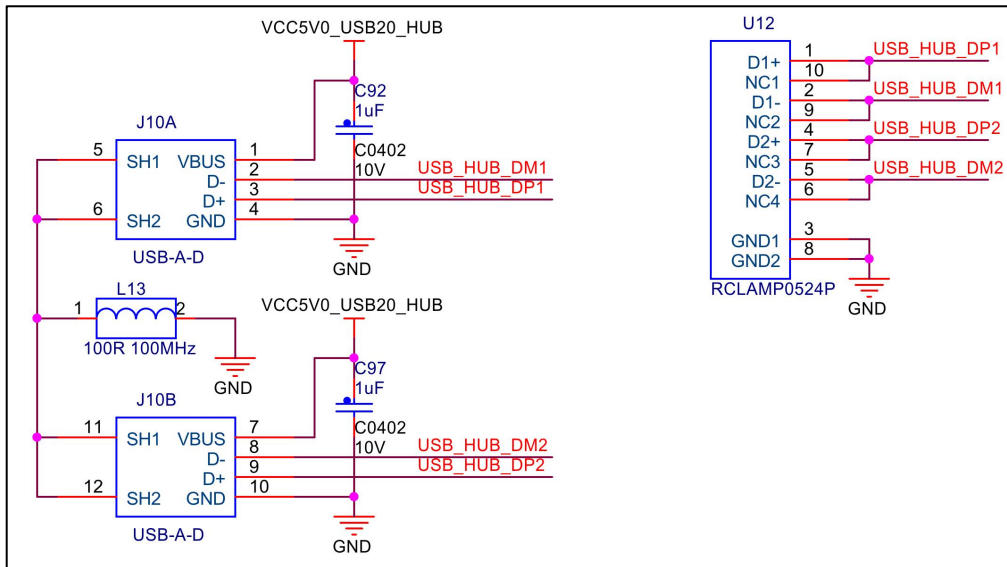 VCC5V0_USB20_HUB
C92
1uF
J10A
5 SH1 VBUS 1
D- 2 USB_HUB_DM1
D+ 3 USB_HUB_DP1
6 SH2 GND 4
C0402
10V
USB-A-D
GND
L13
1 2
100R 100MHz
GND
VCC5V0_USB20_HUB
C97
1uF
J10B
11 SH1 VBUS 7
D- 8 USB_HUB_DM2
D+ 9 USB_HUB_DP2
12 SH2 GND 10
C0402
10V
USB-A-D
GND
U12
D1+ 1 USB_HUB_DP1
NC1 10
D1- 2 USB_HUB_DM1
NC2 9
D2+ 4 USB_HUB_DP2
NC3 7
D2- 5 USB_HUB_DM2
NC4 6
GND1 3
GND2 8
RCLAMP0524P
GND